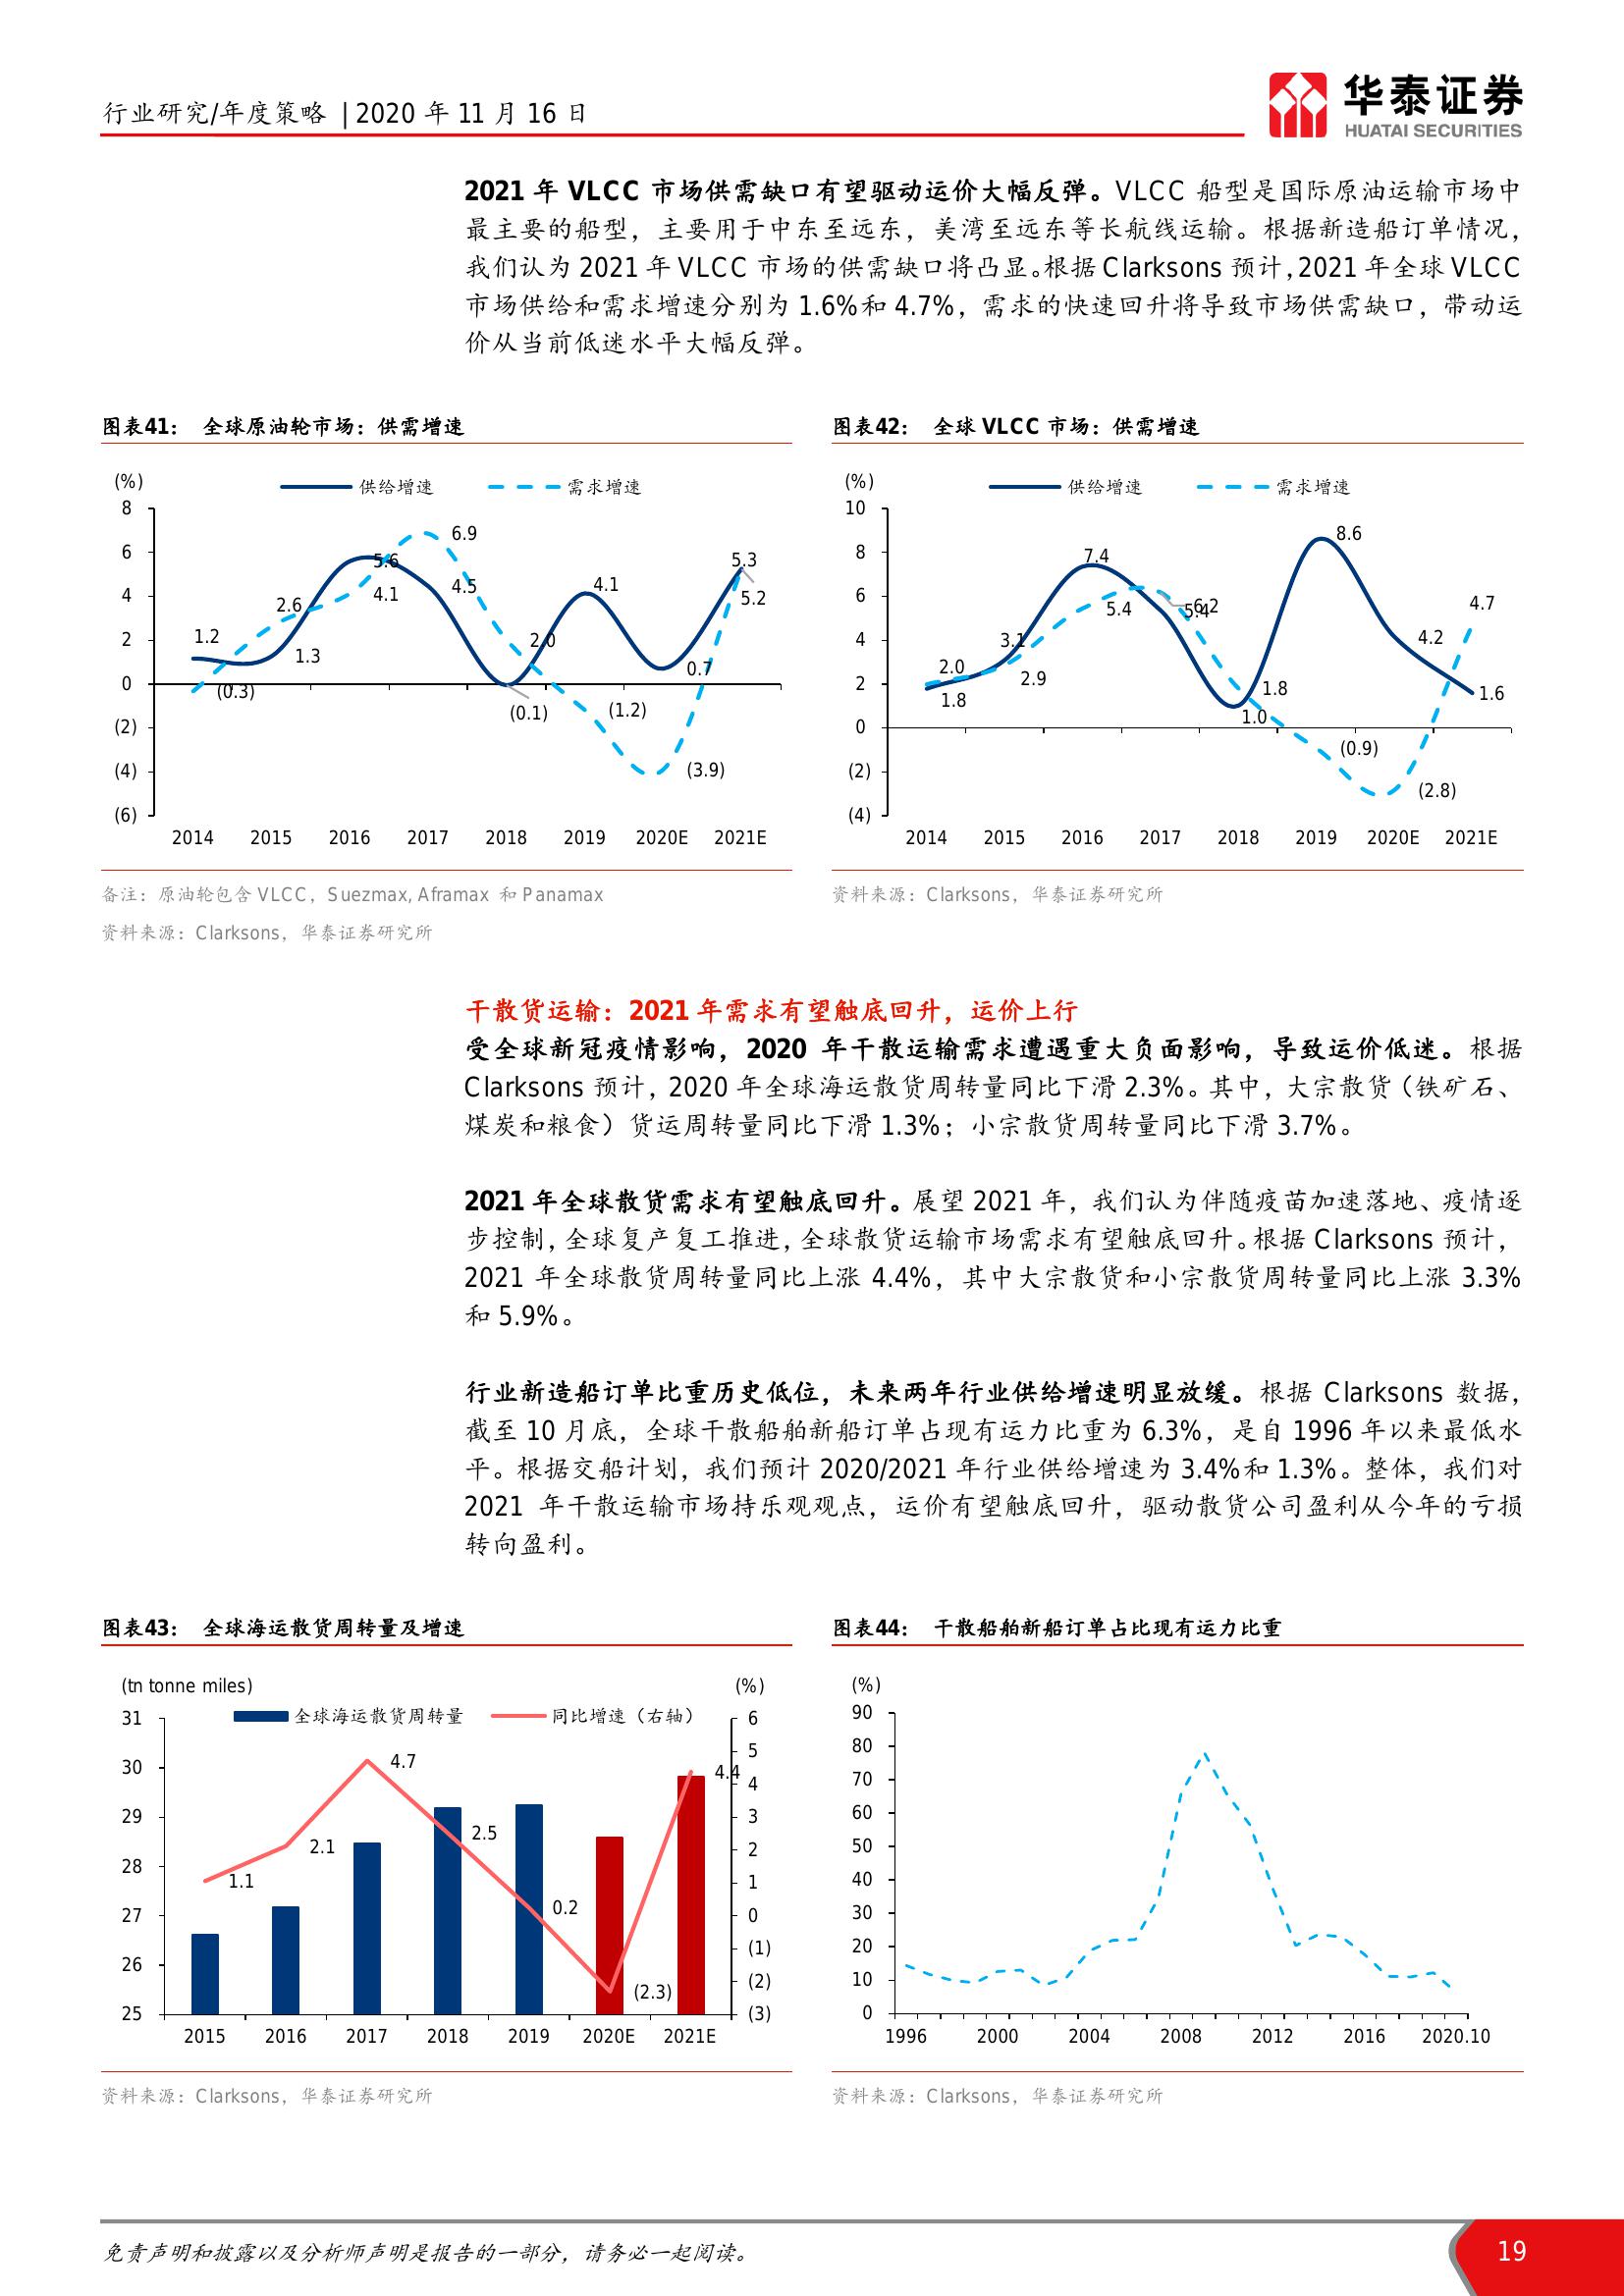 行业研究/年度策略 | 2020 年 11 月 16 日
华泰证券
HUATAI SECURITIES
2021 年 VLCC 市场供需缺口有望驱动运价大幅反弹。VLCC 船型是国际原油运输市场中
最主要的船型，主要用于中东至远东，美湾至远东等长航线运输。根据新造船订单情况，
我们认为 2021 年 VLCC 市场的供需缺口将凸显。根据 Clarksons 预计，2021 年全球 VLCC
市场供给和需求增速分别为 1.6%和 4.7%，需求的快速回升将导致市场供需缺口，带动运
价从当前低迷水平大幅反弹。
图表41： 全球原油轮市场：供需增速
(%)
供给增速 需求增速
8
6
4
2
0
(2)
(4)
(6)
1.2
(0.3)
2.6
1.3
5.6
4.1
6.9
4.5
2.0
(0.1)
4.1
(1.2)
0.7
(3.9)
5.3
5.2
2014 2015 2016 2017 2018 2019 2020E 2021E
备注：原油轮包含 VLCC，Suezmax, Aframax 和 Panamax
资料来源：Clarksons，华泰证券研究所
图表42： 全球 VLCC 市场：供需增速
(%)
供给增速 需求增速
10
8
6
4
2
0
(2)
(4)
2.0
1.8
3.1
2.9
7.4
5.4
6.2
5.4
1.8
1.0
8.6
(0.9)
4.2
(2.8)
4.7
1.6
2014 2015 2016 2017 2018 2019 2020E 2021E
资料来源：Clarksons，华泰证券研究所
干散货运输：2021 年需求有望触底回升，运价上行
受全球新冠疫情影响，2020 年干散运输需求遭遇重大负面影响，导致运价低迷。根据
Clarksons 预计，2020 年全球海运散货周转量同比下滑 2.3%。其中，大宗散货（铁矿石、
煤炭和粮食）货运周转量同比下滑 1.3%；小宗散货周转量同比下滑 3.7%。
2021 年全球散货需求有望触底回升。展望 2021 年，我们认为伴随疫苗加速落地、疫情逐
步控制，全球复产复工推进，全球散货运输市场需求有望触底回升。根据 Clarksons 预计，
2021 年全球散货周转量同比上涨 4.4%，其中大宗散货和小宗散货周转量同比上涨 3.3%
和 5.9%。
行业新造船订单比重历史低位，未来两年行业供给增速明显放缓。根据 Clarksons 数据，
截至 10 月底，全球干散船舶新船订单占现有运力比重为 6.3%，是自 1996 年以来最低水
平。根据交船计划，我们预计 2020/2021 年行业供给增速为 3.4%和 1.3%。整体，我们对
2021 年干散运输市场持乐观观点，运价有望触底回升，驱动散货公司盈利从今年的亏损
转向盈利。
图表43： 全球海运散货周转量及增速
(tn tonne miles) (%)
全球海运散货周转量 同比增速（右轴）
31
30
29
28
27
26
25
1.1
2.1
4.7
2.5
0.2
(2.3)
4.4
6
5
4
3
2
1
0
(1)
(2)
(3)
2015 2016 2017 2018 2019 2020E 2021E
资料来源：Clarksons，华泰证券研究所
图表44： 干散船舶新船订单占比现有运力比重
(%)
90
80
70
60
50
40
30
20
10
0
1996 2000 2004 2008 2012 2016 2020.10
资料来源：Clarksons，华泰证券研究所
免责声明和披露以及分析师声明是报告的一部分，请务必一起阅读。
19